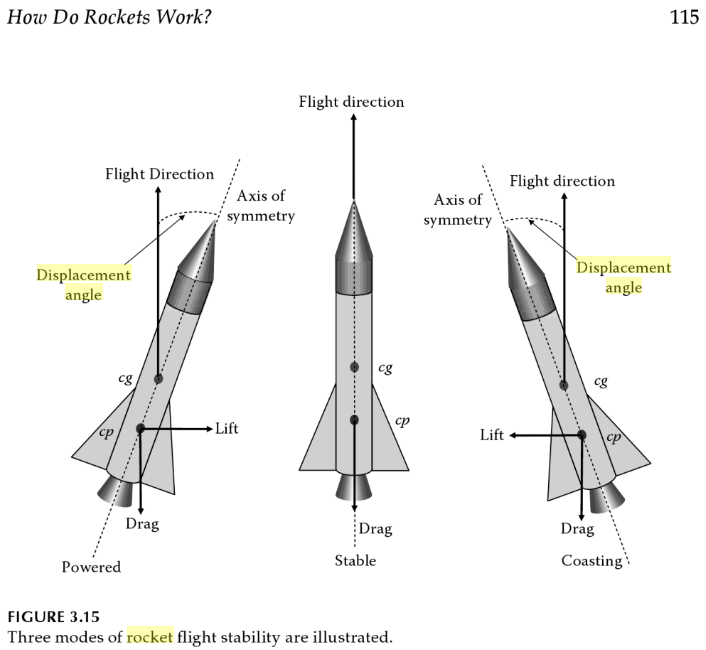 How Do Rockets Work?
115
Flight direction
Flight Direction
Axis of
symmetry
Displacement
angle
cg
cp
Lift
Drag
Powered
cg
cp
Drag
Stable
Axis of
symmetry
Flight direction
Displacement
angle
cg
Lift
cp
Drag
Coasting
FIGURE 3.15
Three modes of rocket flight stability are illustrated.